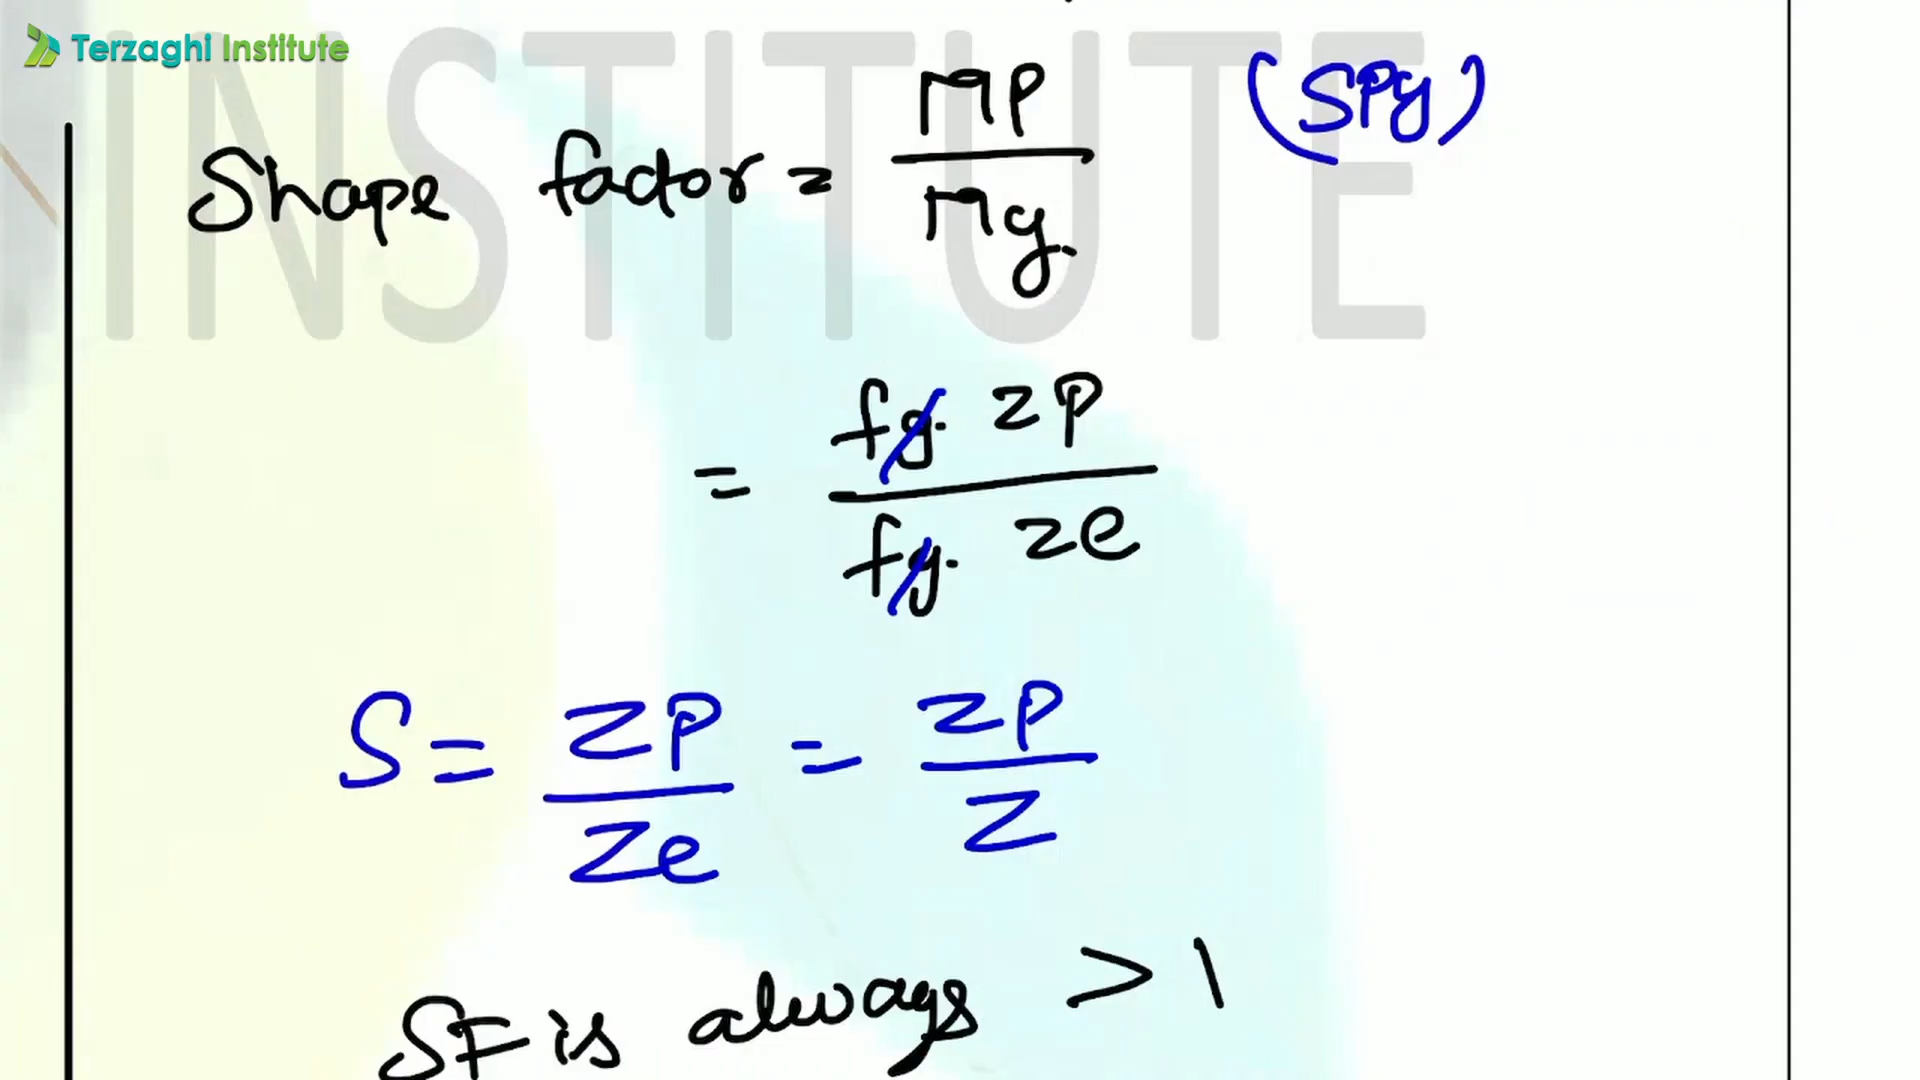 Terzaghi Institute
INSTITUTE
Shape factor = MP / My (SPy)
= fy. ZP / fy. Ze
S = ZP / Ze = ZP / Z
SF is always > 1